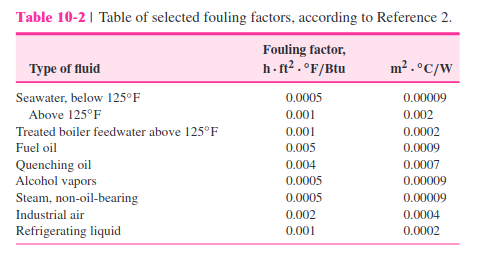 Table 10-2 | Table of selected fouling factors, according to Reference 2.
Fouling factor,
Type of fluid h · ft² · °F/Btu m² · °C/W
Seawater, below 125°F 0.0005 0.00009
Above 125°F 0.001 0.002
Treated boiler feedwater above 125°F 0.001 0.0002
Fuel oil 0.005 0.0009
Quenching oil 0.004 0.0007
Alcohol vapors 0.0005 0.00009
Steam, non-oil-bearing 0.0005 0.00009
Industrial air 0.002 0.0004
Refrigerating liquid 0.001 0.0002